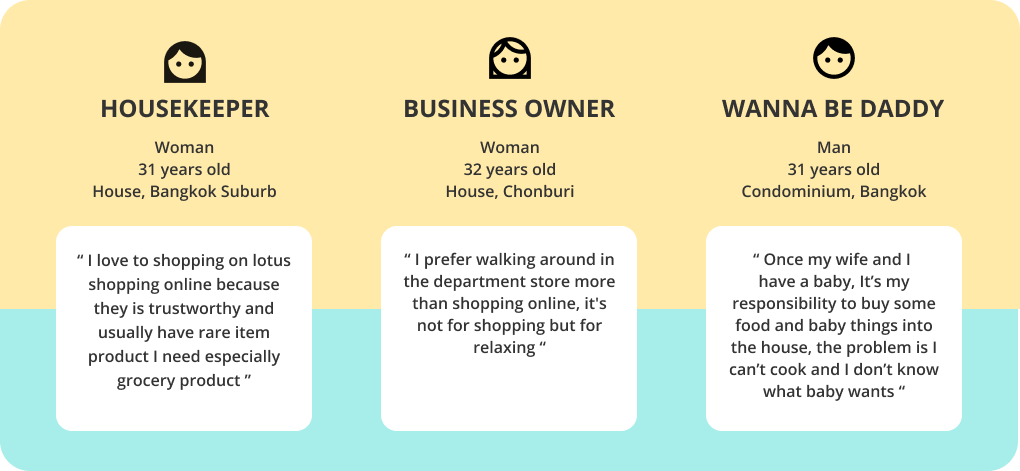 HOUSEKEEPER
Woman
31 years old
House, Bangkok Suburb
“ I love to shopping on lotus
shopping online because
they is trustworthy and
usually have rare item
product I need especially
grocery product ”
BUSINESS OWNER
Woman
32 years old
House, Chonburi
“ I prefer walking around in
the department store more
than shopping online, it's
not for shopping but for
relaxing “
WANNA BE DADDY
Man
31 years old
Condominium, Bangkok
“ Once my wife and I
have a baby, It’s my
responsibility to buy some
food and baby things into
the house, the problem is I
can’t cook and I don’t know
what baby wants “